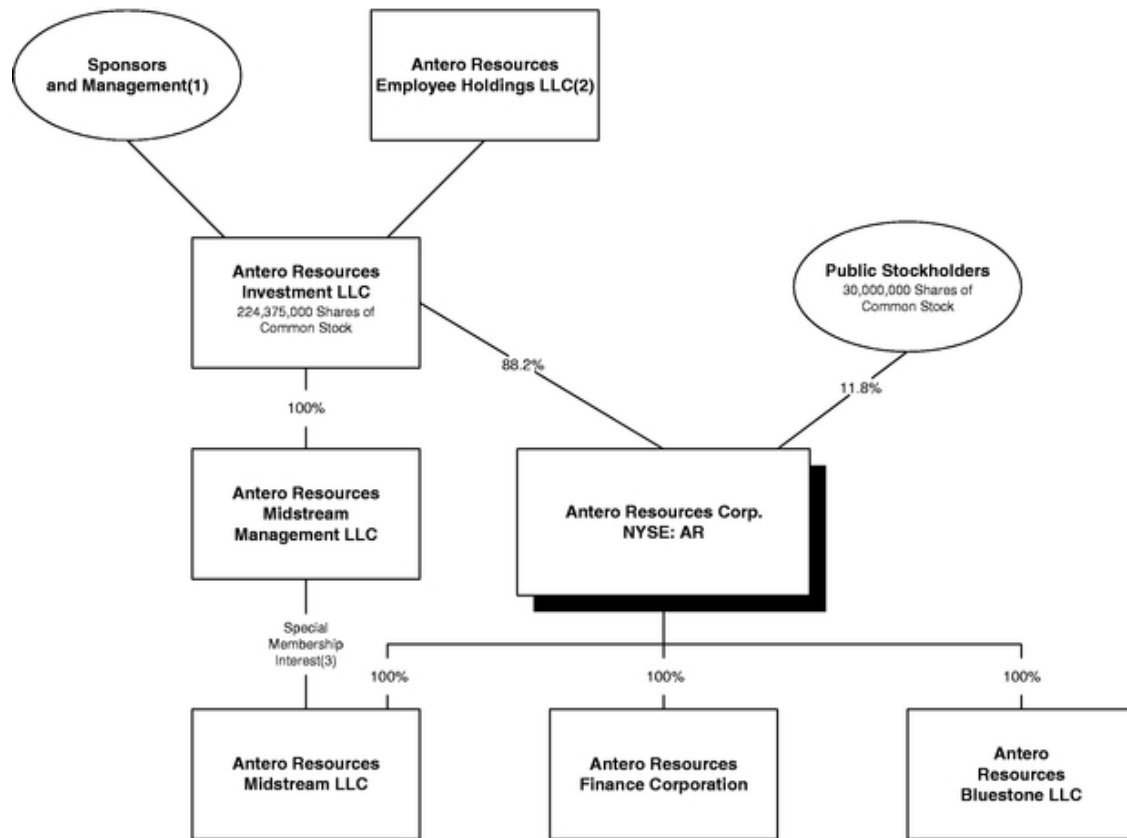 Sponsors
and Management(1)
Antero Resources
Employee Holdings LLC(2)
Antero Resources
Investment LLC
224,375,000 Shares of
Common Stock
Public Stockholders
30,000,000 Shares of
Common Stock
88.2%
11.8%
100%
Antero Resources
Midstream
Management LLC
Antero Resources Corp.
NYSE: AR
Special
Membership
Interest(3)
100%
100%
100%
Antero Resources
Midstream LLC
Antero Resources
Finance Corporation
Antero
Resources
Bluestone LLC